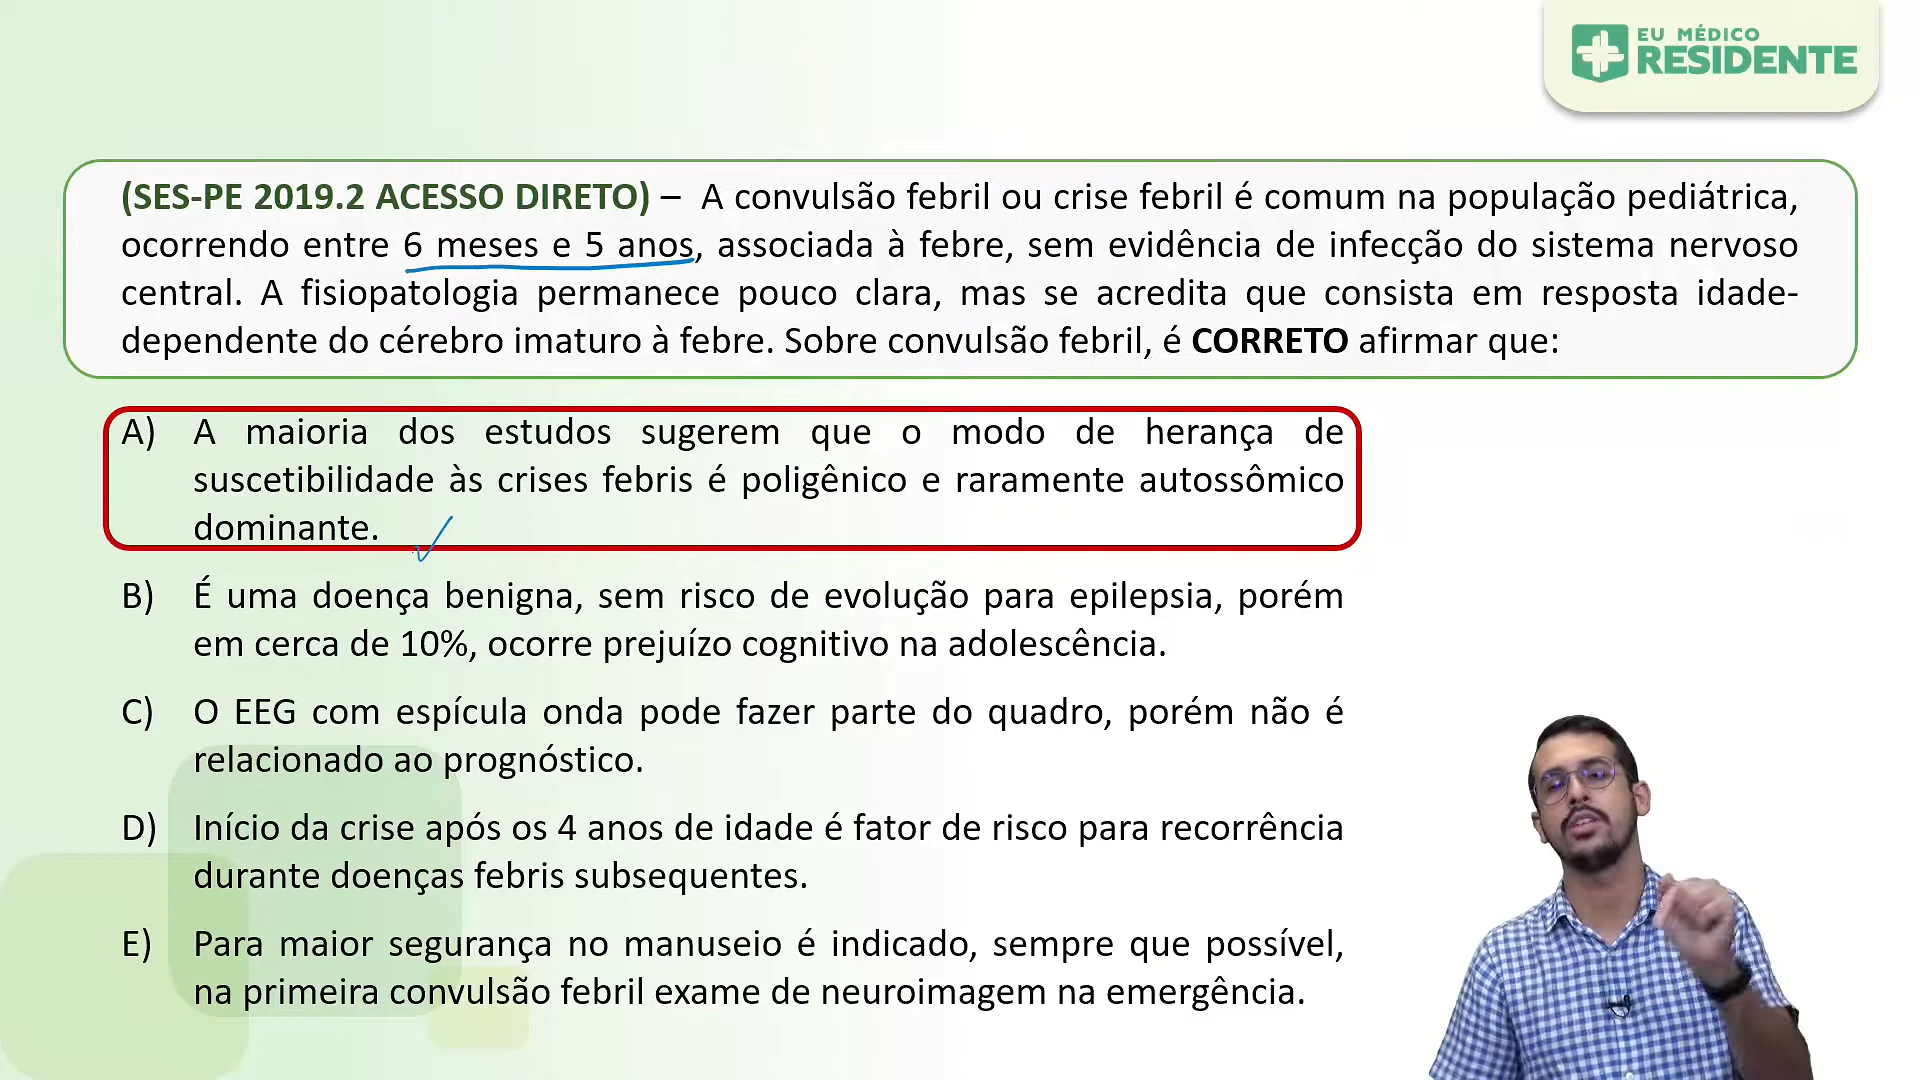 EU MÉDICO
RESIDENTE
(SES-PE 2019.2 ACESSO DIRETO) – A convulsão febril ou crise febril é comum na população pediátrica,
ocorrendo entre 6 meses e 5 anos, associada à febre, sem evidência de infecção do sistema nervoso
central. A fisiopatologia permanece pouco clara, mas se acredita que consista em resposta idade-
dependente do cérebro imaturo à febre. Sobre convulsão febril, é CORRETO afirmar que:
A) A maioria dos estudos sugerem que o modo de herança de
suscetibilidade às crises febris é poligênico e raramente autossômico
dominante.
B) É uma doença benigna, sem risco de evolução para epilepsia, porém
em cerca de 10%, ocorre prejuízo cognitivo na adolescência.
C) O EEG com espícula onda pode fazer parte do quadro, porém não é
relacionado ao prognóstico.
D) Início da crise após os 4 anos de idade é fator de risco para recorrência
durante doenças febris subsequentes.
E) Para maior segurança no manuseio é indicado, sempre que possível,
na primeira convulsão febril exame de neuroimagem na emergência.